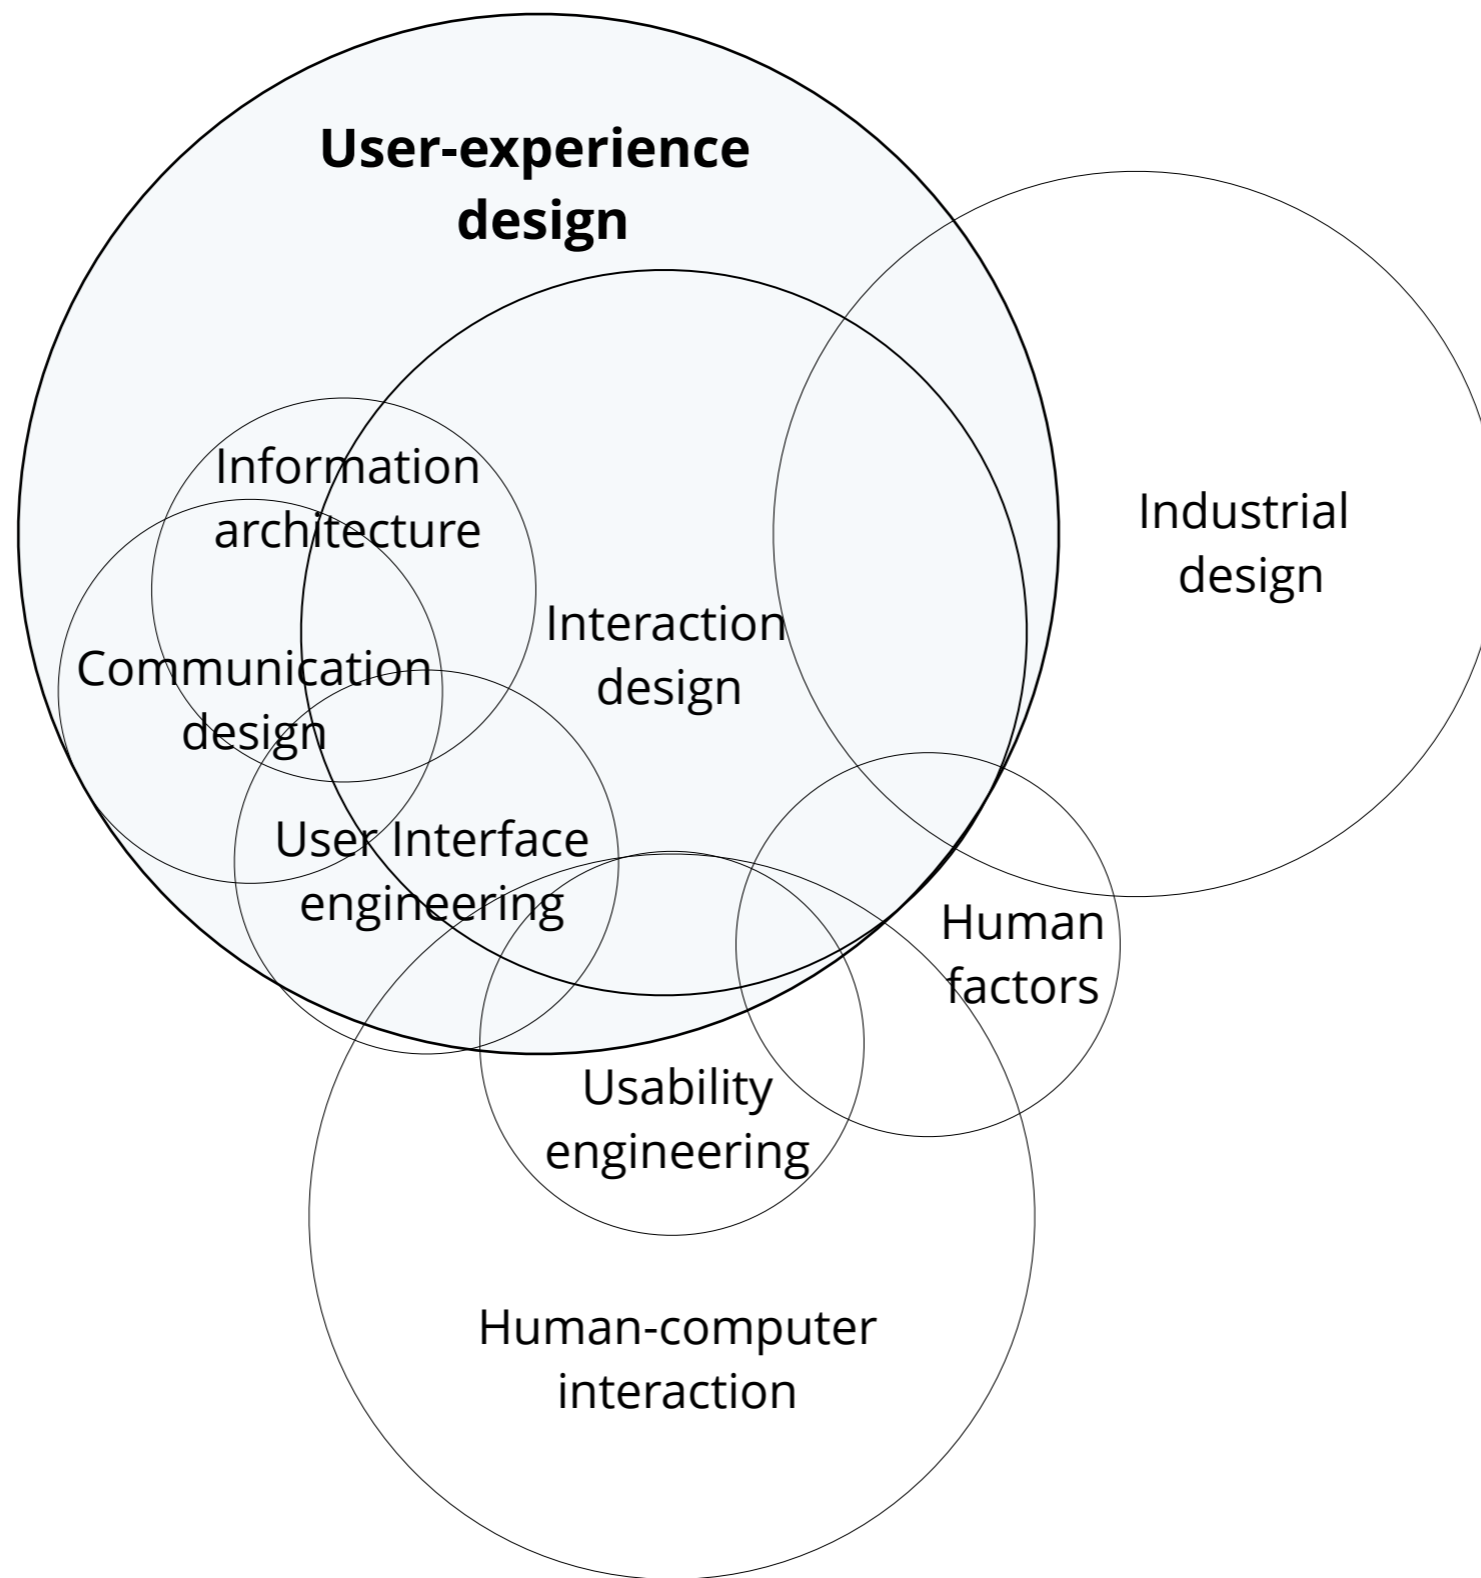 User-experience
design
Information
architecture
Industrial
design
Interaction
design
Communication
design
User Interface
engineering
Human
factors
Usability
engineering
Human-computer
interaction